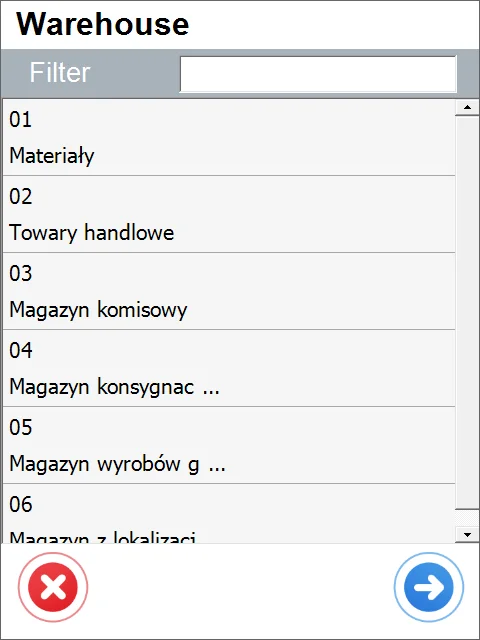 Warehouse
Filter
01
Materiały
02
Towary handlowe
03
Magazyn komisowy
04
Magazyn konsygnac ...
05
Magazyn wyrobów g ...
06
Magazyn z lokalizacj